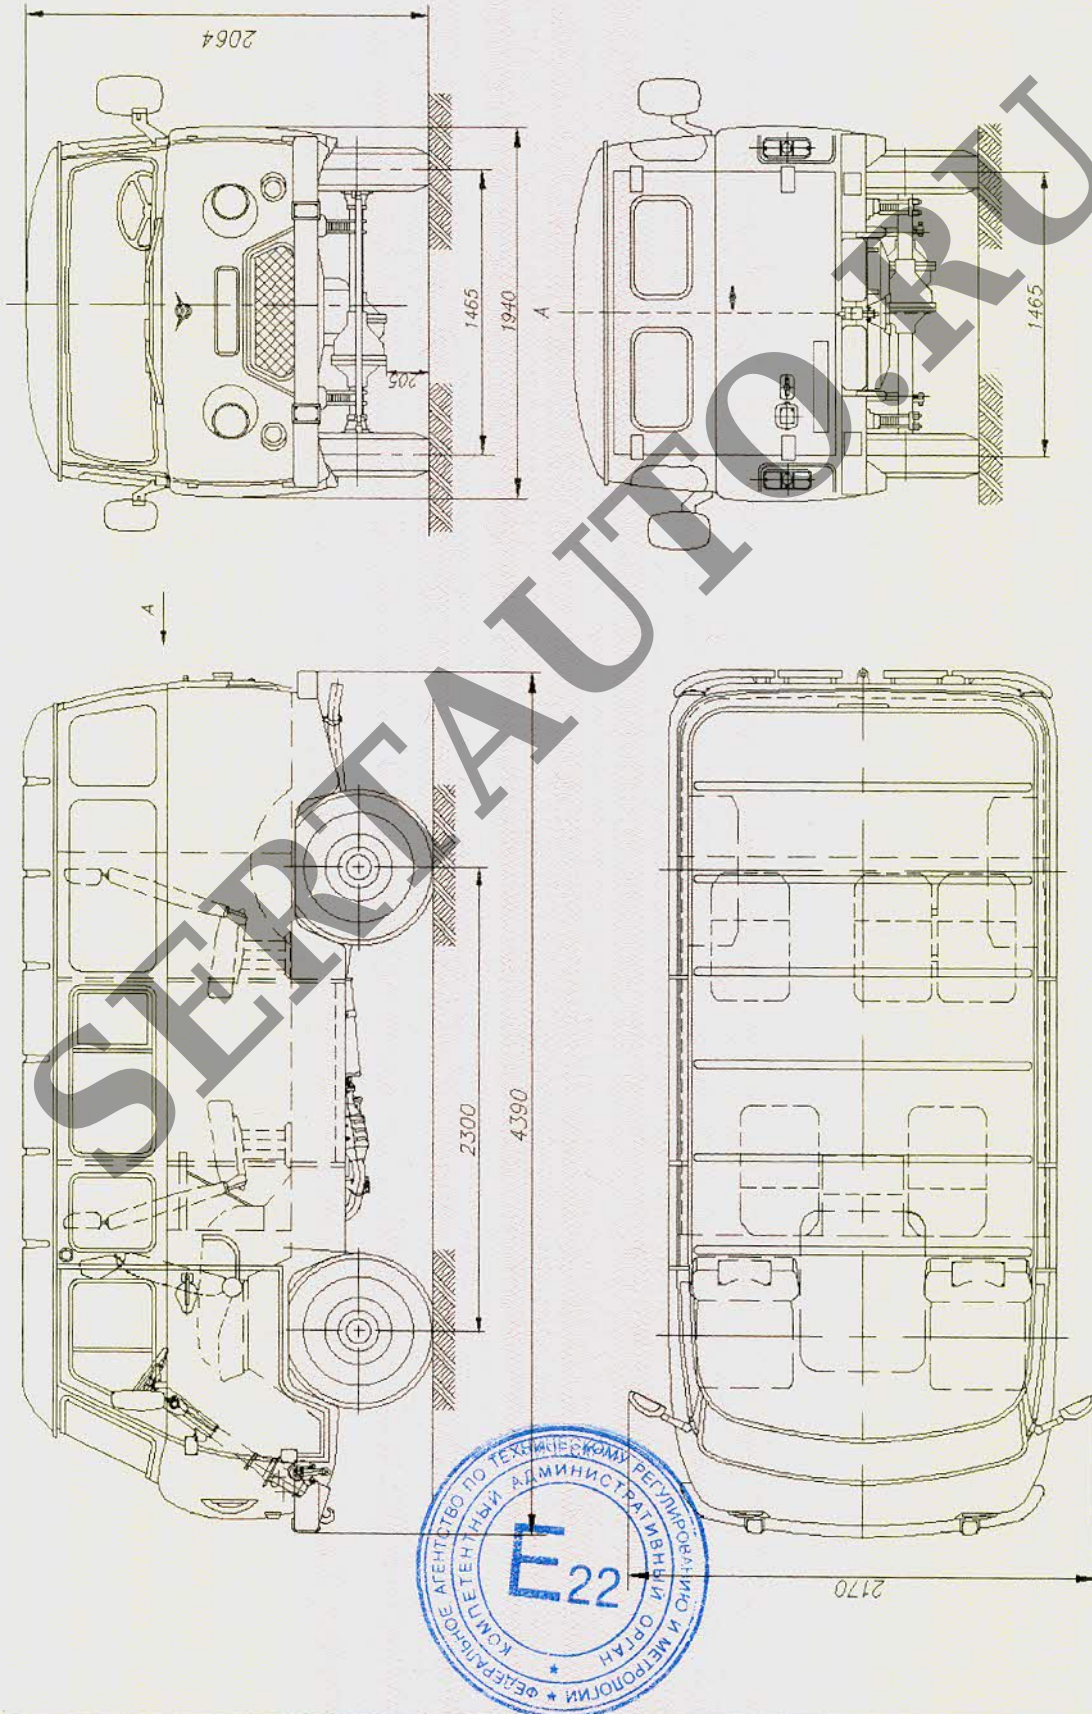 2064
205
1465
1940
A
1465
A
2300
4390
2170
SERTAUTO.RU
ФЕДЕРАЛЬНОЕ АГЕНТСТВО ПО ТЕХНИЧЕСКОМУ РЕГУЛИРОВАНИЮ И МЕТРОЛОГИИ ★
КОМПЕТЕНТНЫЙ АДМИНИСТРАТИВНЫЙ ОРГАН ★
E22